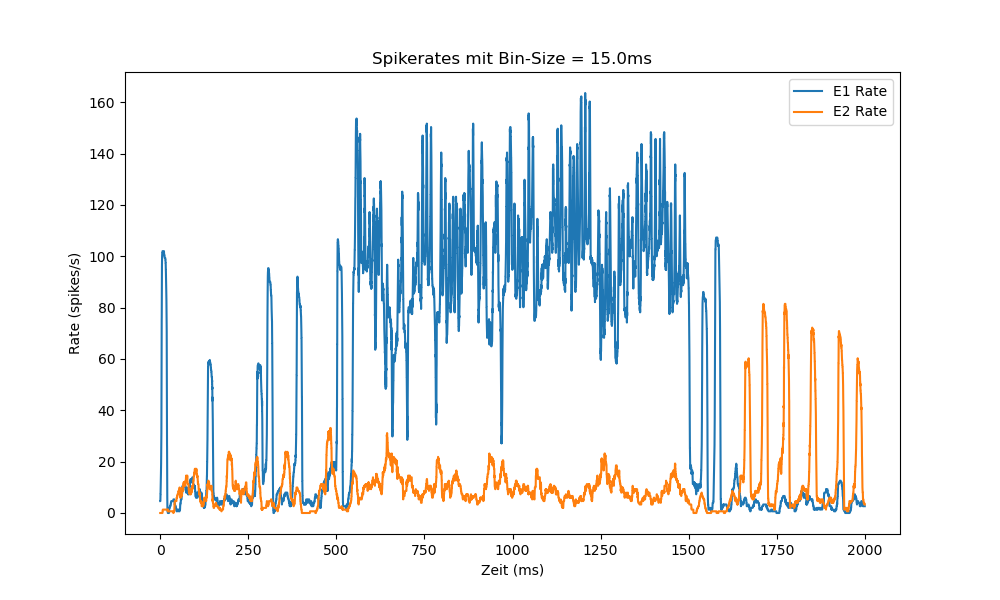 Spikerates mit Bin-Size = 15.0ms
E1 Rate
E2 Rate
Rate (spikes/s)
160
140
120
100
80
60
40
20
0
0 250 500 750 1000 1250 1500 1750 2000
Zeit (ms)